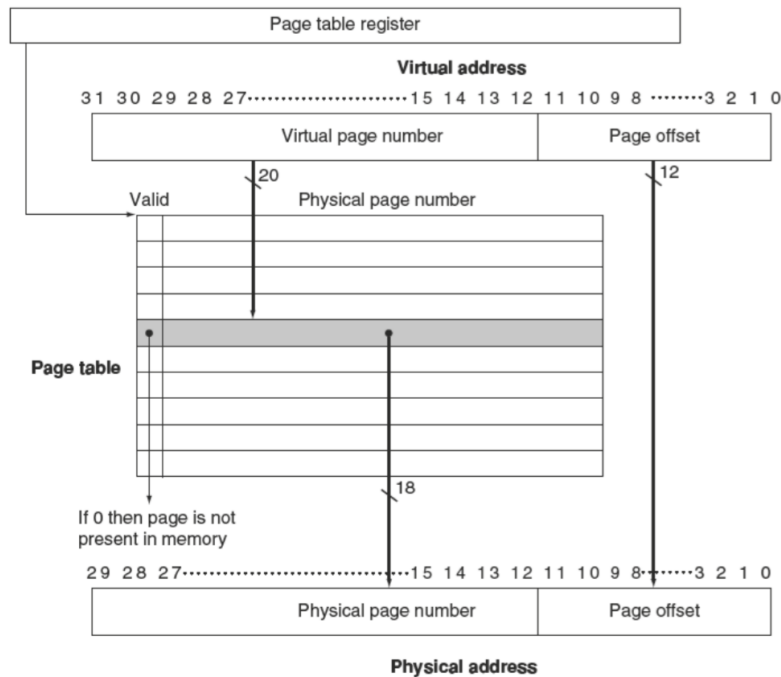 Page table register
Virtual address
31 30 29 28 27·····················15 14 13 12 11 10 9 8 ·······3 2 1 0
Virtual page number Page offset
20 12
Valid Physical page number
Page table
18
If 0 then page is not
present in memory
29 28 27·····························15 14 13 12 11 10 9 8·······3 2 1 0
Physical page number Page offset
Physical address